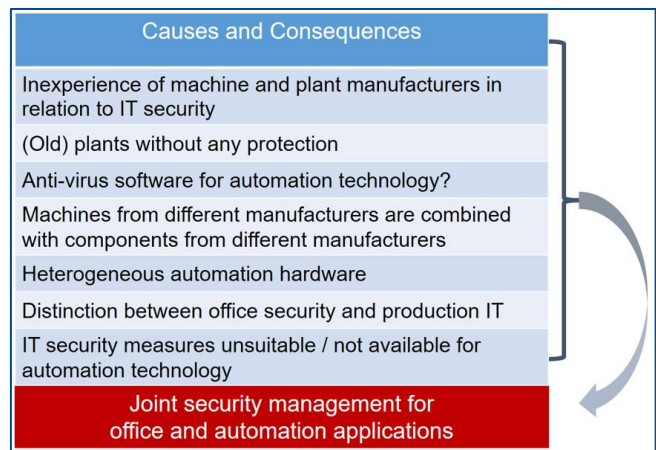 Causes and Consequences
Inexperience of machine and plant manufacturers in
relation to IT security
(Old) plants without any protection
Anti-virus software for automation technology?
Machines from different manufacturers are combined
with components from different manufacturers
Heterogeneous automation hardware
Distinction between office security and production IT
IT security measures unsuitable / not available for
automation technology
Joint security management for
office and automation applications